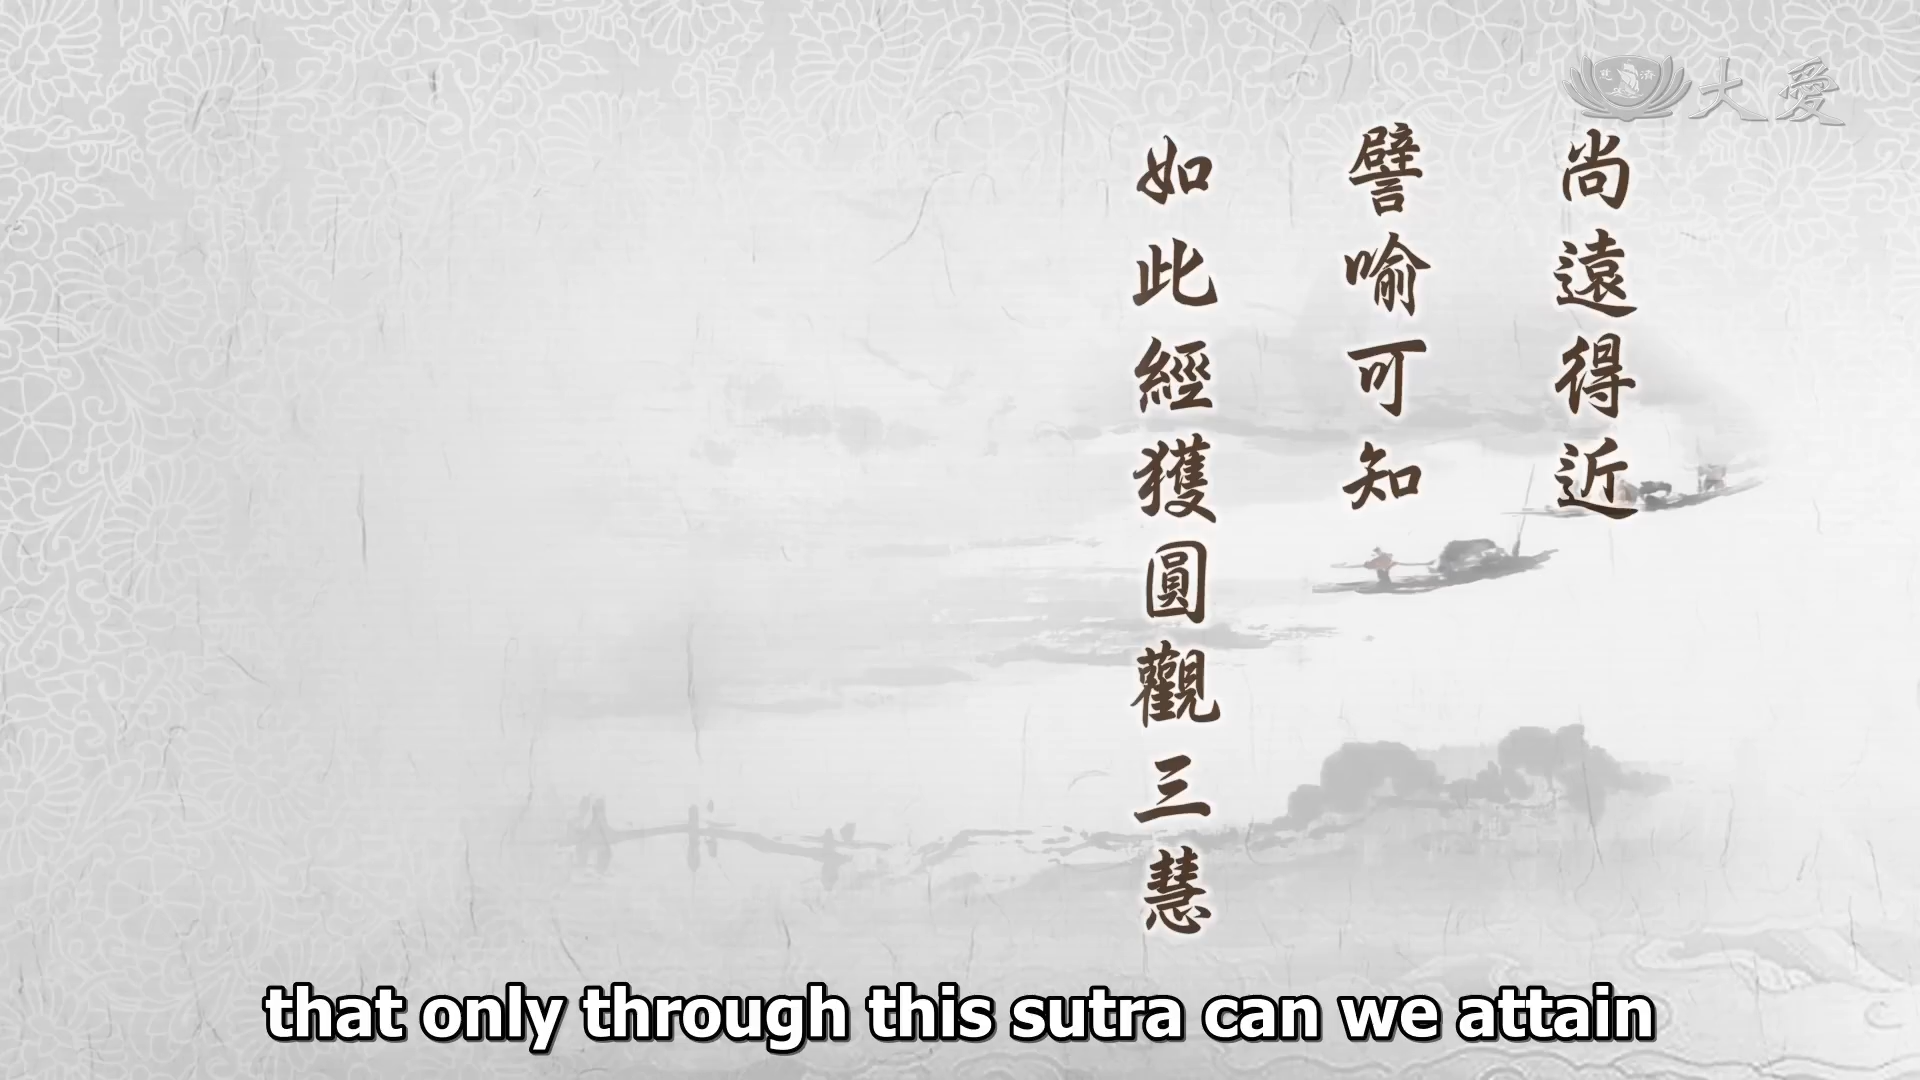 大愛
尚遠得近
譬喻可知
如此經獲圓觀三慧
that only through this sutra can we attain